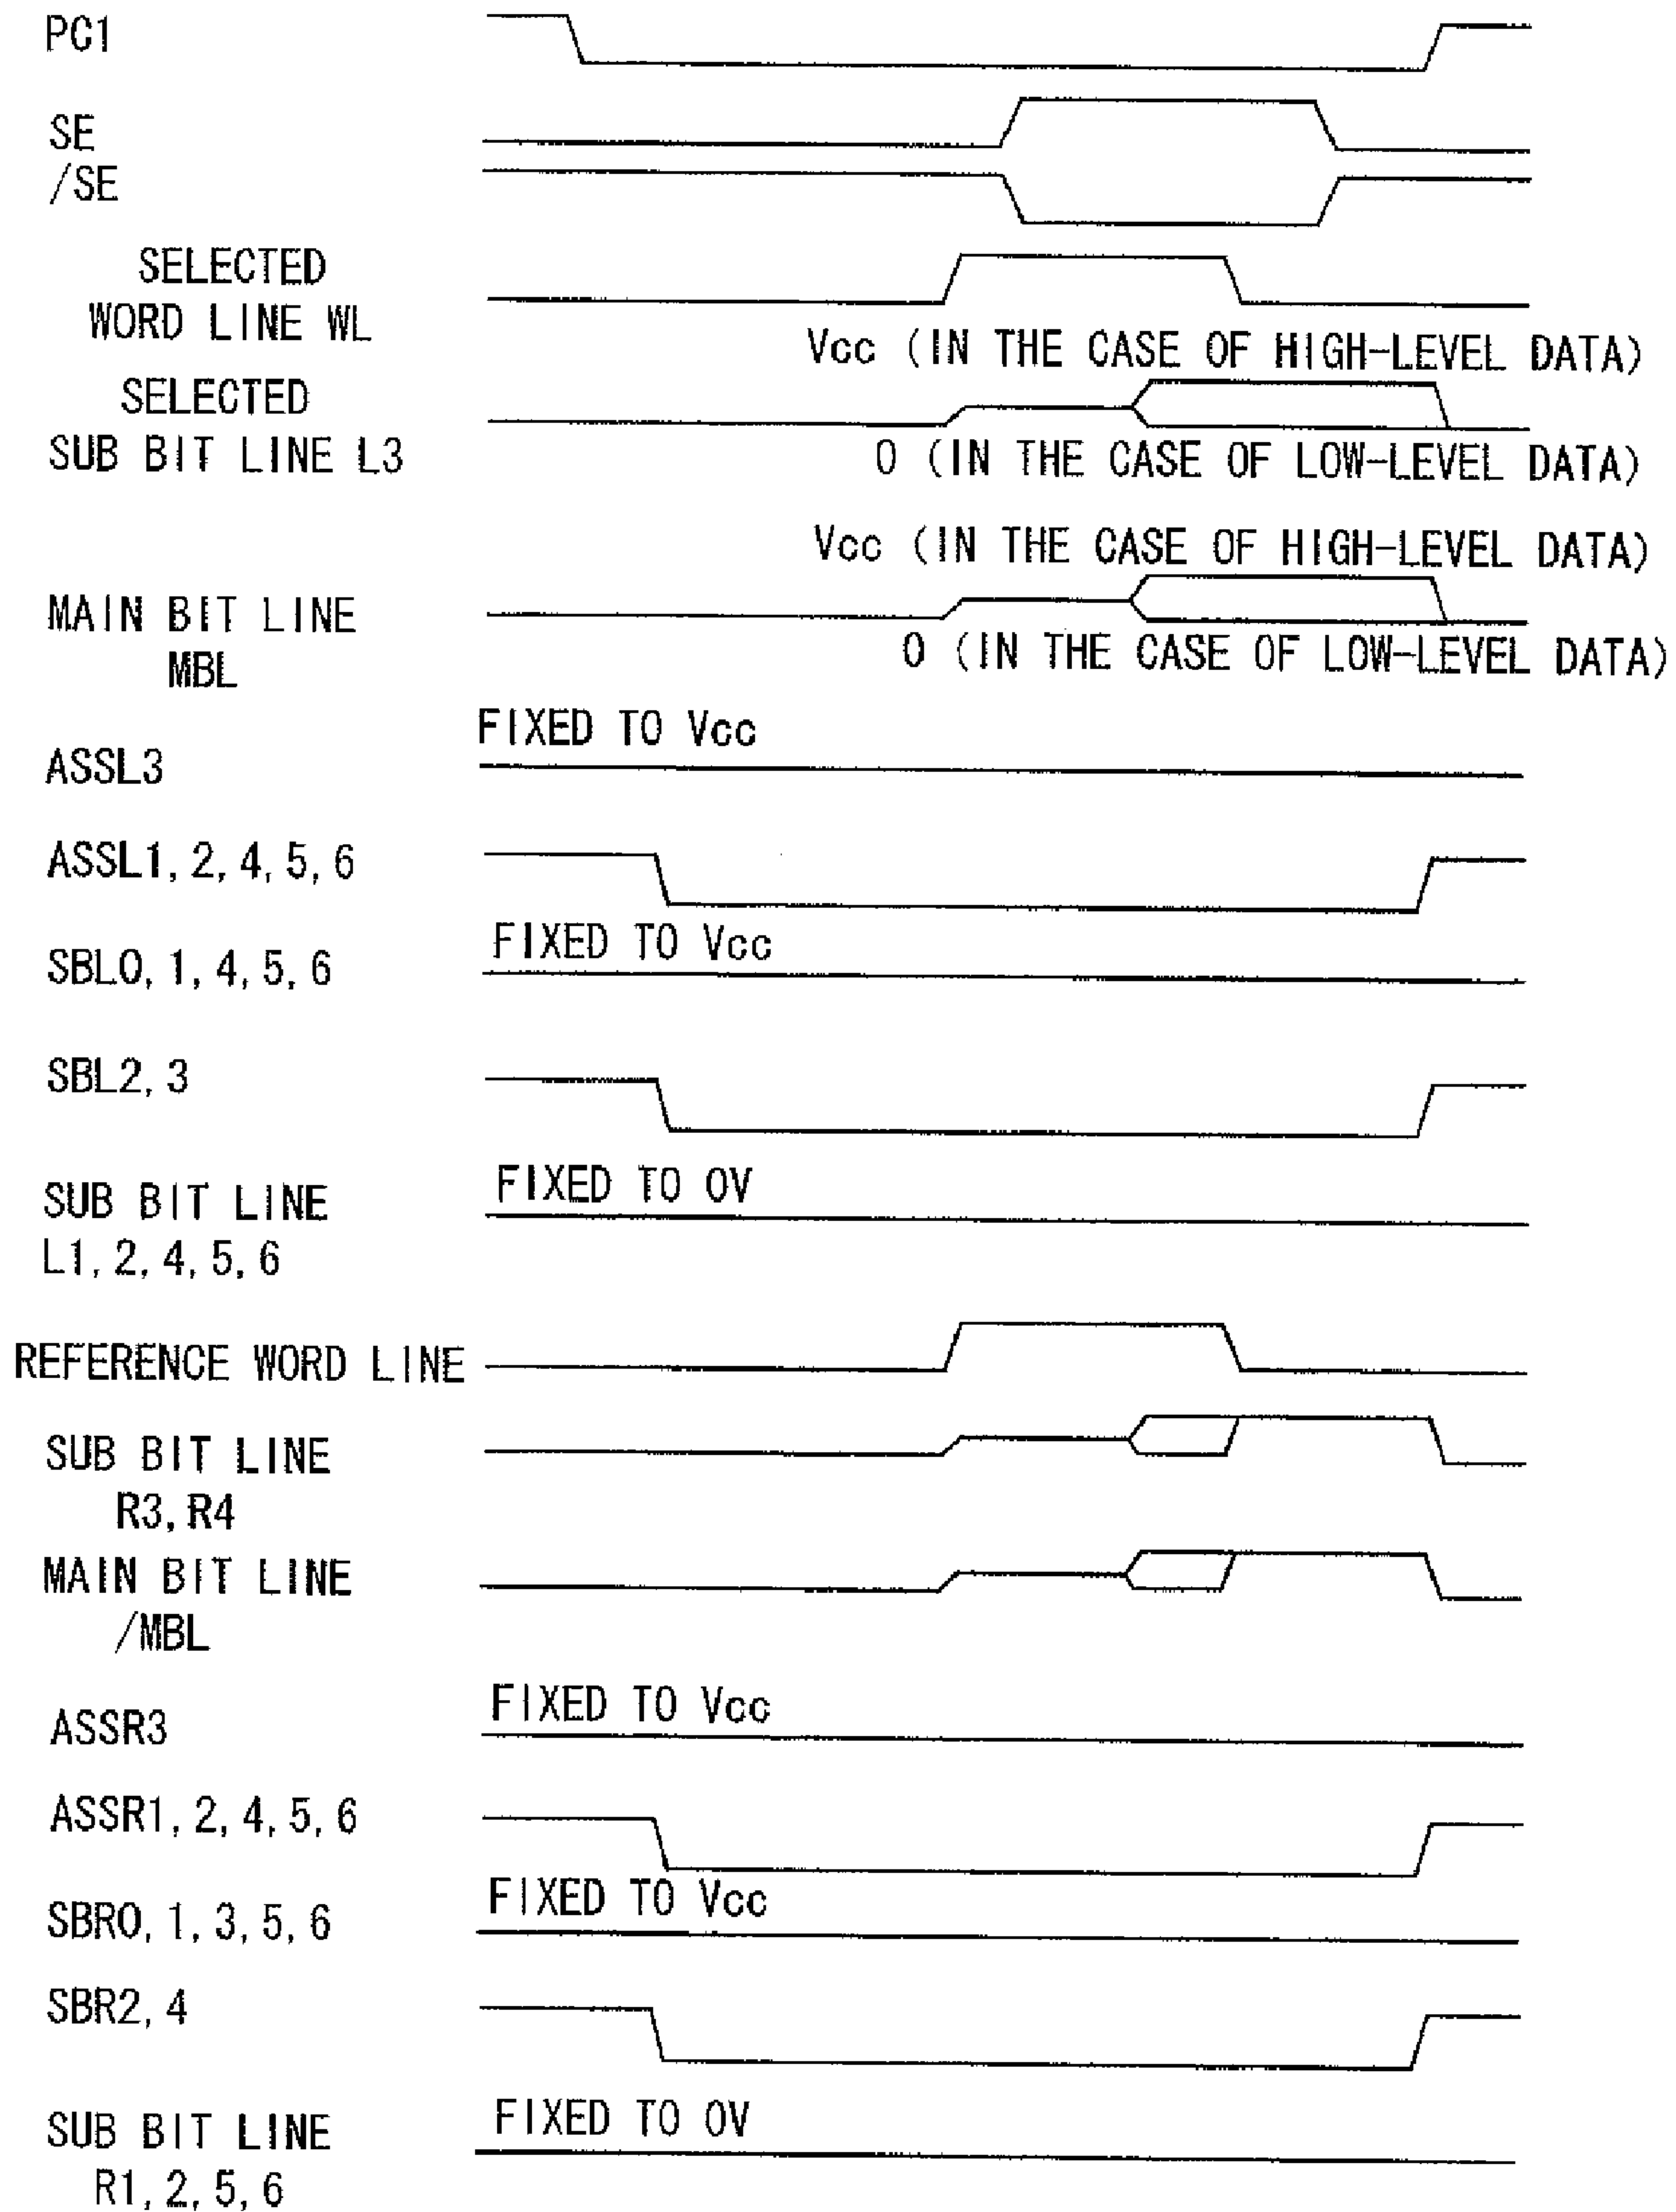 PC1
SE
/SE
SELECTED
WORD LINE WL
Vcc (IN THE CASE OF HIGH-LEVEL DATA)
SELECTED
SUB BIT LINE L3
0 (IN THE CASE OF LOW-LEVEL DATA)
Vcc (IN THE CASE OF HIGH-LEVEL DATA)
MAIN BIT LINE
MBL
0 (IN THE CASE OF LOW-LEVEL DATA)
FIXED TO Vcc
ASSL3
ASSL1, 2, 4, 5, 6
FIXED TO Vcc
SBL0, 1, 4, 5, 6
SBL2, 3
FIXED TO 0V
SUB BIT LINE
L1, 2, 4, 5, 6
REFERENCE WORD LINE
SUB BIT LINE
R3, R4
MAIN BIT LINE
/MBL
FIXED TO Vcc
ASSR3
ASSR1, 2, 4, 5, 6
FIXED TO Vcc
SBR0, 1, 3, 5, 6
SBR2, 4
FIXED TO 0V
SUB BIT LINE
R1, 2, 5, 6